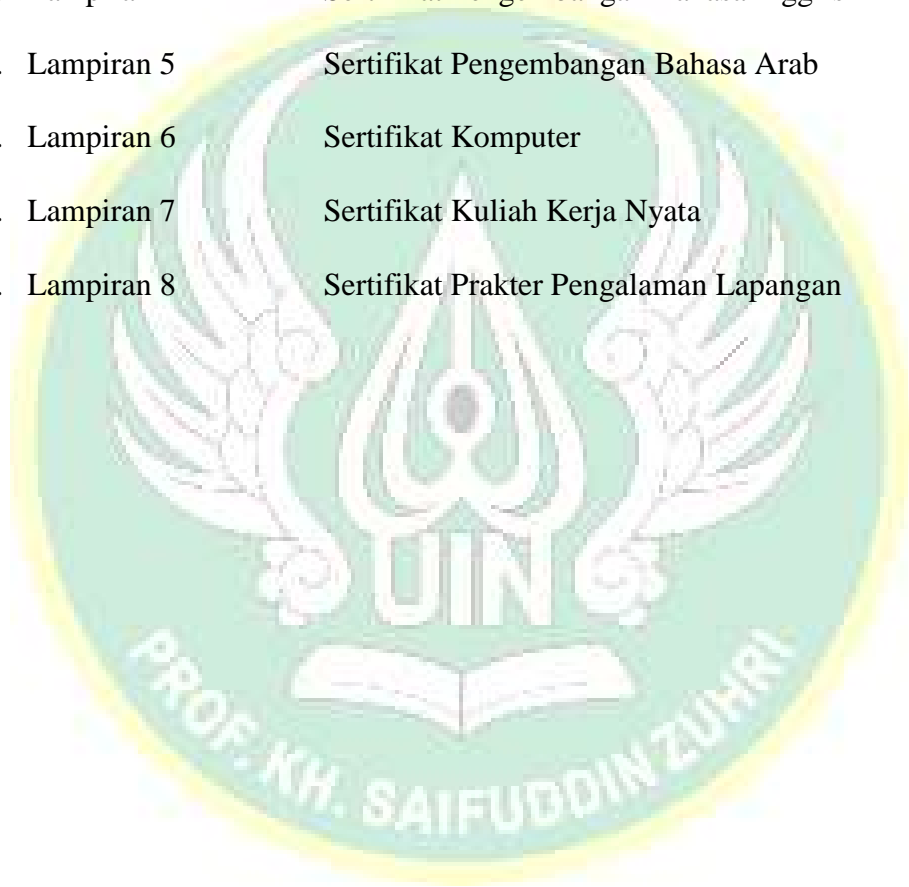 . Lampiran 5 Sertifikat Pengembangan Bahasa Arab
. Lampiran 6 Sertifikat Komputer
. Lampiran 7 Sertifikat Kuliah Kerja Nyata
. Lampiran 8 Sertifikat Prakter Pengalaman Lapangan
UIN
PROF. KH. SAIFUDDIN ZUHRI